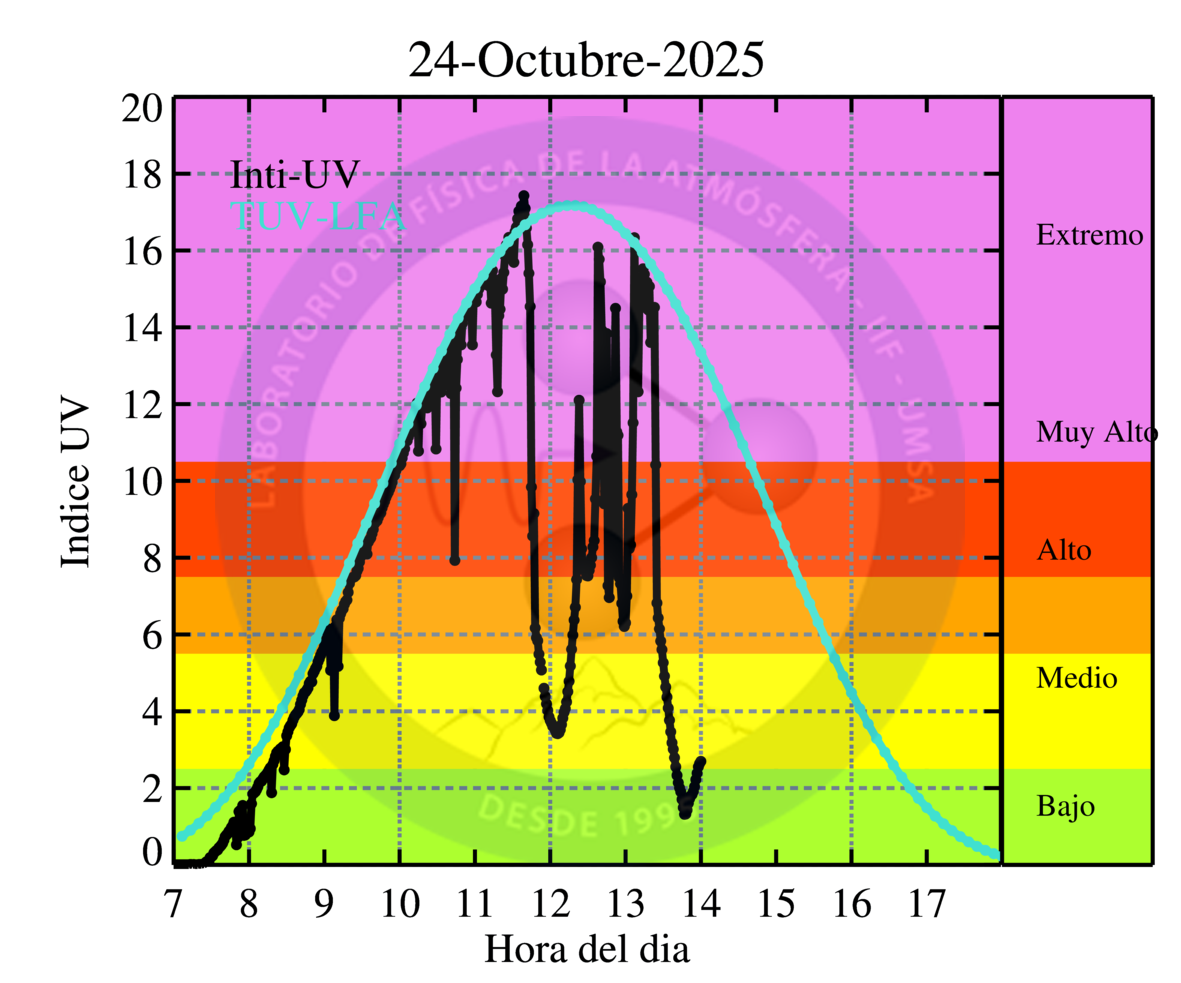 24-Octubre-2025
20
18
16
14
12
10
8
6
4
2
0
Indice UV
Inti-UV
TUV-LFA
LABORATORIO DE FÍSICA DE LA ATMÓSFERA - IIF - UMSA
DESDE 199
Extremo
Muy Alto
Alto
Medio
Bajo
7 8 9 10 11 12 13 14 15 16 17
Hora del dia